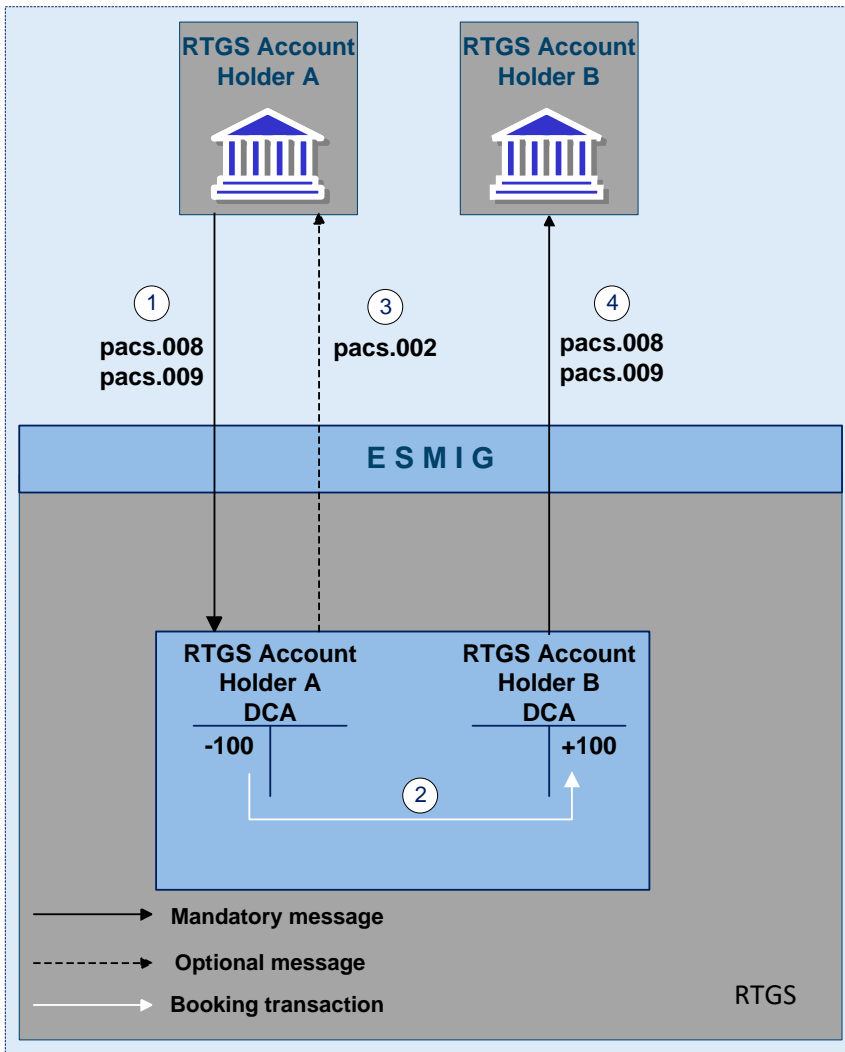 RTGS Account
Holder A
RTGS Account
Holder B
1
pacs.008
pacs.009
3
pacs.002
4
pacs.008
pacs.009
E S M I G
RTGS Account
Holder A
DCA
-100
RTGS Account
Holder B
DCA
+100
2
Mandatory message
Optional message
Booking transaction
RTGS